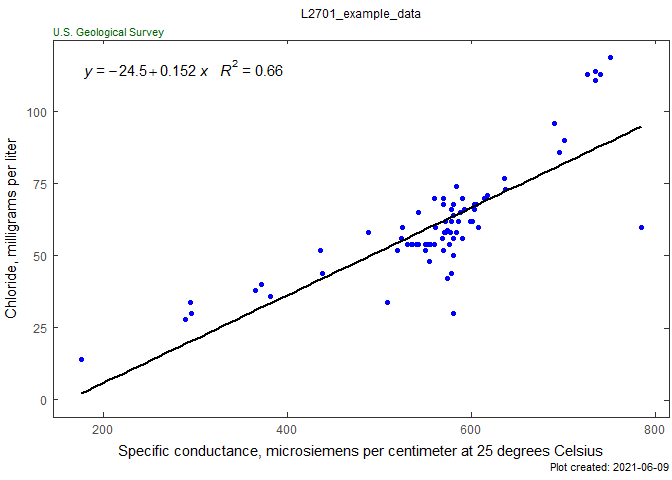 L2701_example_data
U.S. Geological Survey
y = −24.5 + 0.152 x   R² = 0.66
100
75
50
25
0
Chloride, milligrams per liter
200 400 600 800
Specific conductance, microsiemens per centimeter at 25 degrees Celsius
Plot created: 2021-06-09